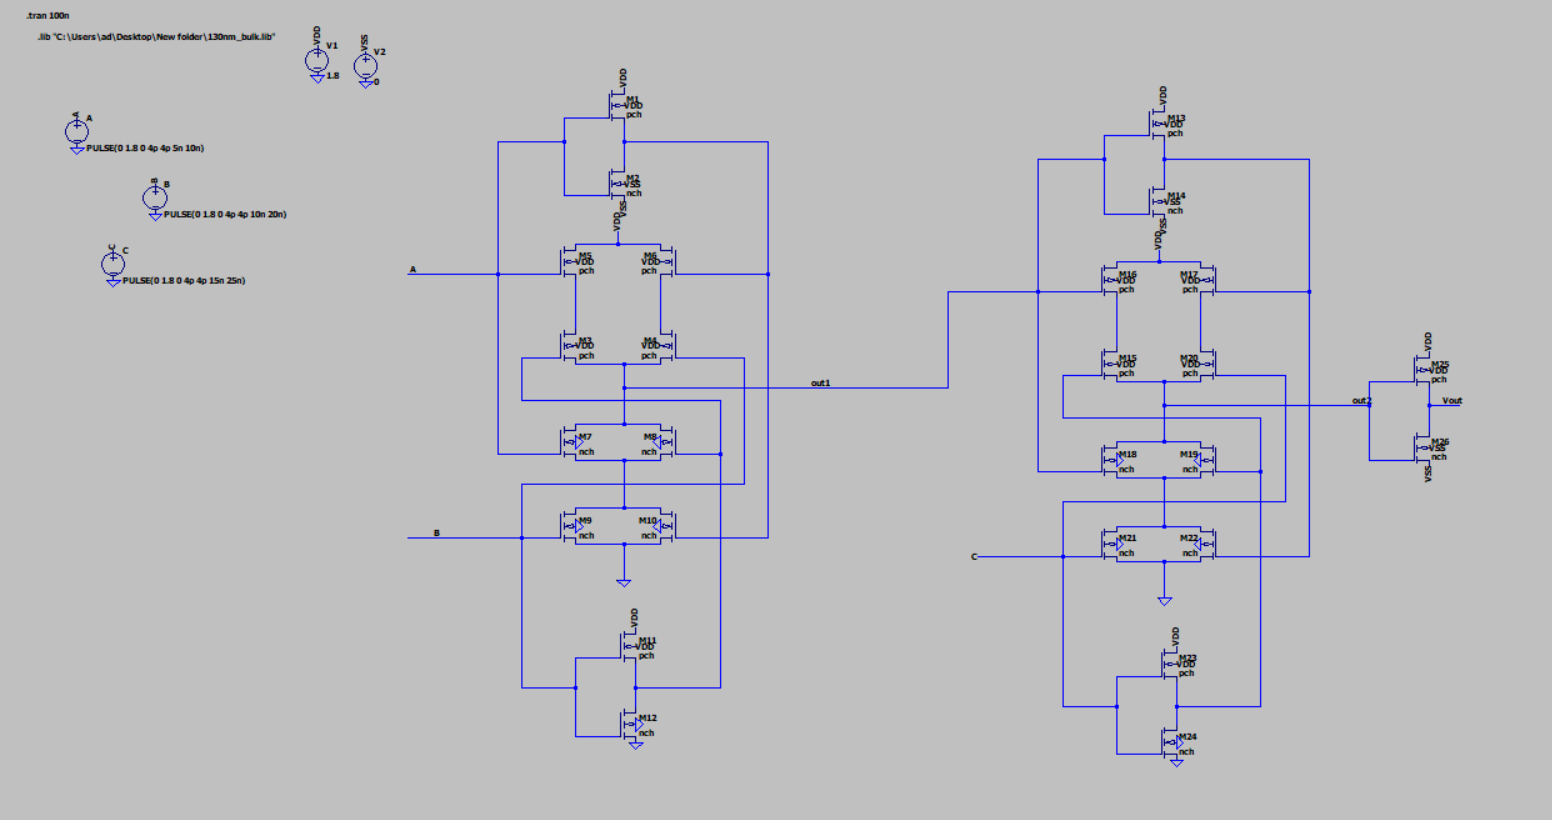 .tran 100n
.lib "C:\Users\ad\Desktop\New folder\130nm_bulk.lib"
VDD
V1
1.8
VSS
V2
0
A
A
PULSE(0 1.8 0 4p 4p 5n 10n)
B
B
PULSE(0 1.8 0 4p 4p 10n 20n)
C
C
PULSE(0 1.8 0 4p 4p 15n 25n)
VDD
M1
VDD
pch
M2
VSS
nch
VSS
VDD
M5
VDD
pch
M6
VDD
pch
A
M3
VDD
pch
M4
VDD
pch
out1
M7
nch
M8
nch
B
M9
nch
M10
nch
VDD
M11
VDD
pch
M12
nch
VDD
M13
VDD
pch
M14
VSS
nch
VSS
VDD
M16
VDD
pch
M17
VDD
pch
M15
VDD
pch
M20
VDD
pch
out2
M18
nch
M19
nch
C
M21
nch
M22
nch
VDD
M23
VDD
pch
M24
nch
VDD
M25
VDD
pch
Vout
M26
VSS
nch
VSS